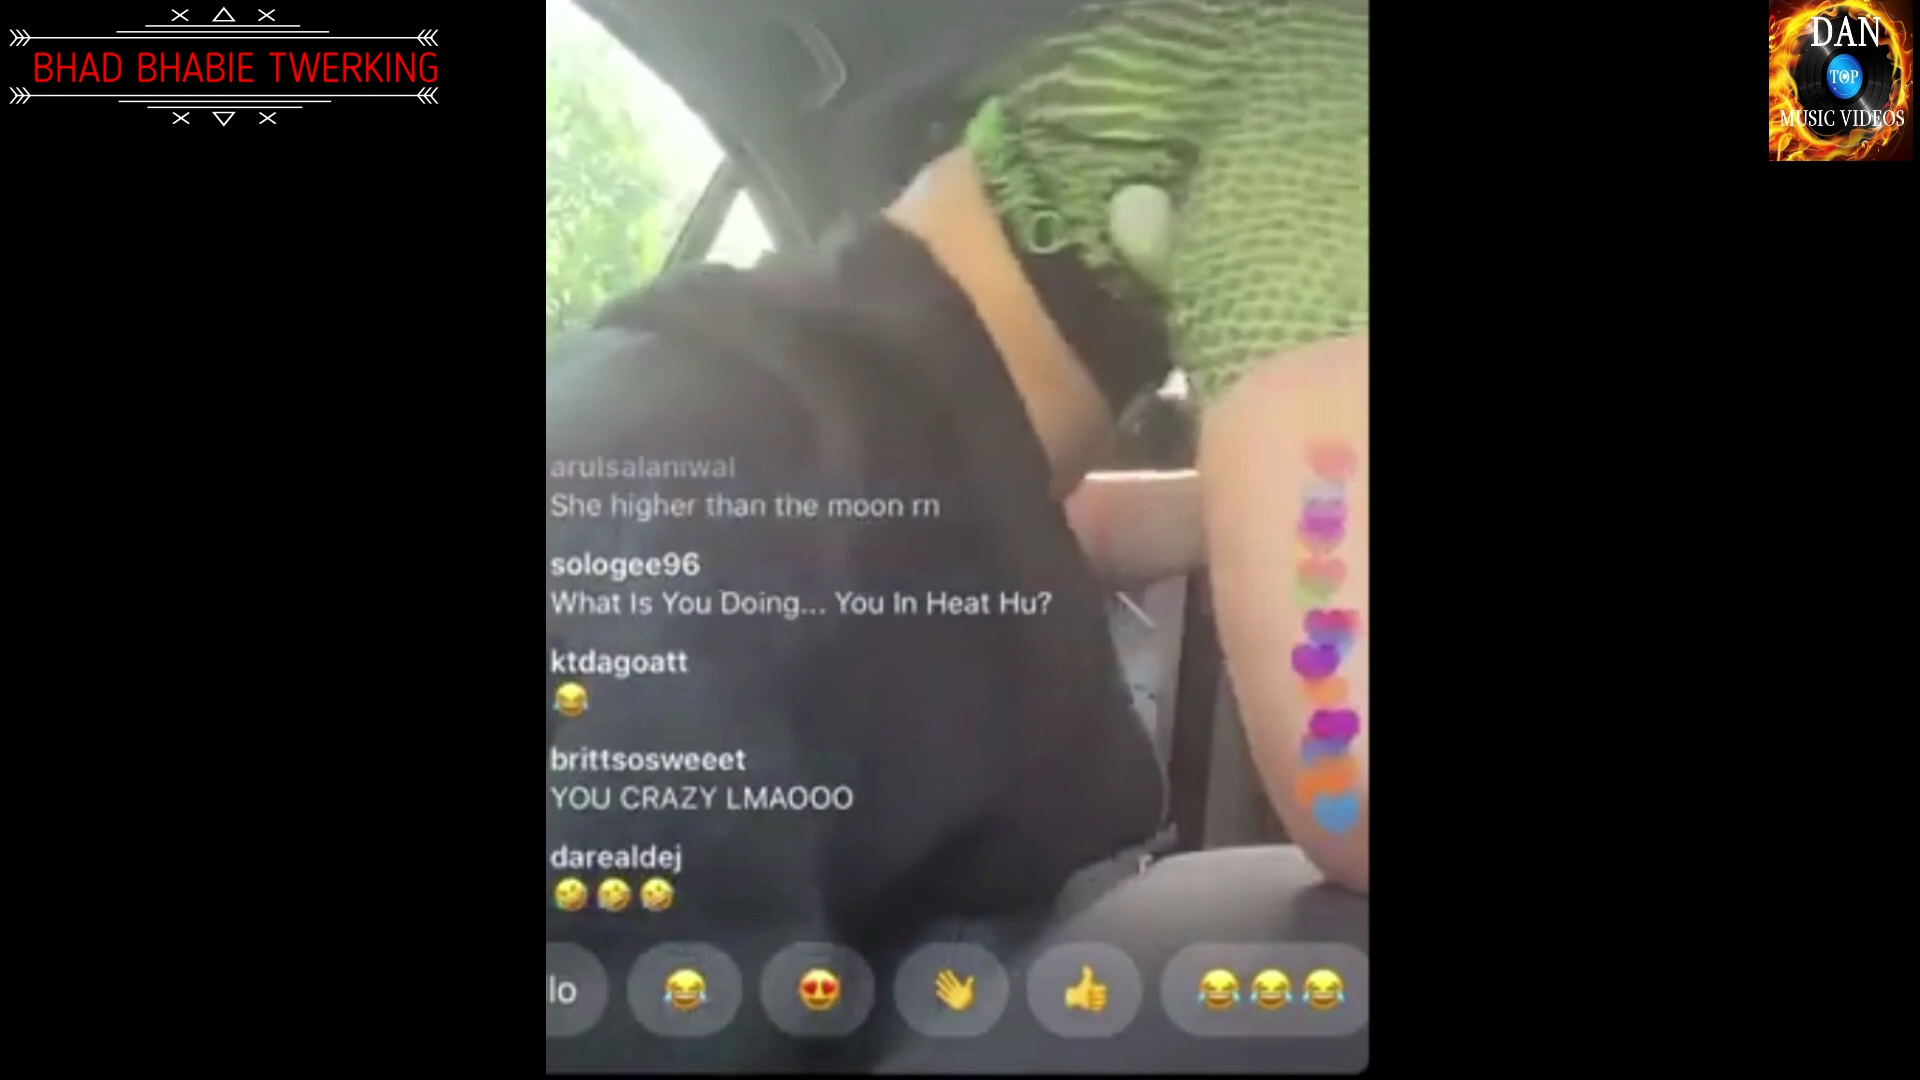 BHAD BHABIE TWERKING
DAN
TOP
MUSIC VIDEOS
arulsalaniwal
She higher than the moon rn
sologee96
What Is You Doing... You In Heat Hu?
ktdagoatt
😂
brittsosweeet
YOU CRAZY LMAOOO
darealdej
🤣🤣🤣
lo 😂 😍 👋 👍 😂😂😂